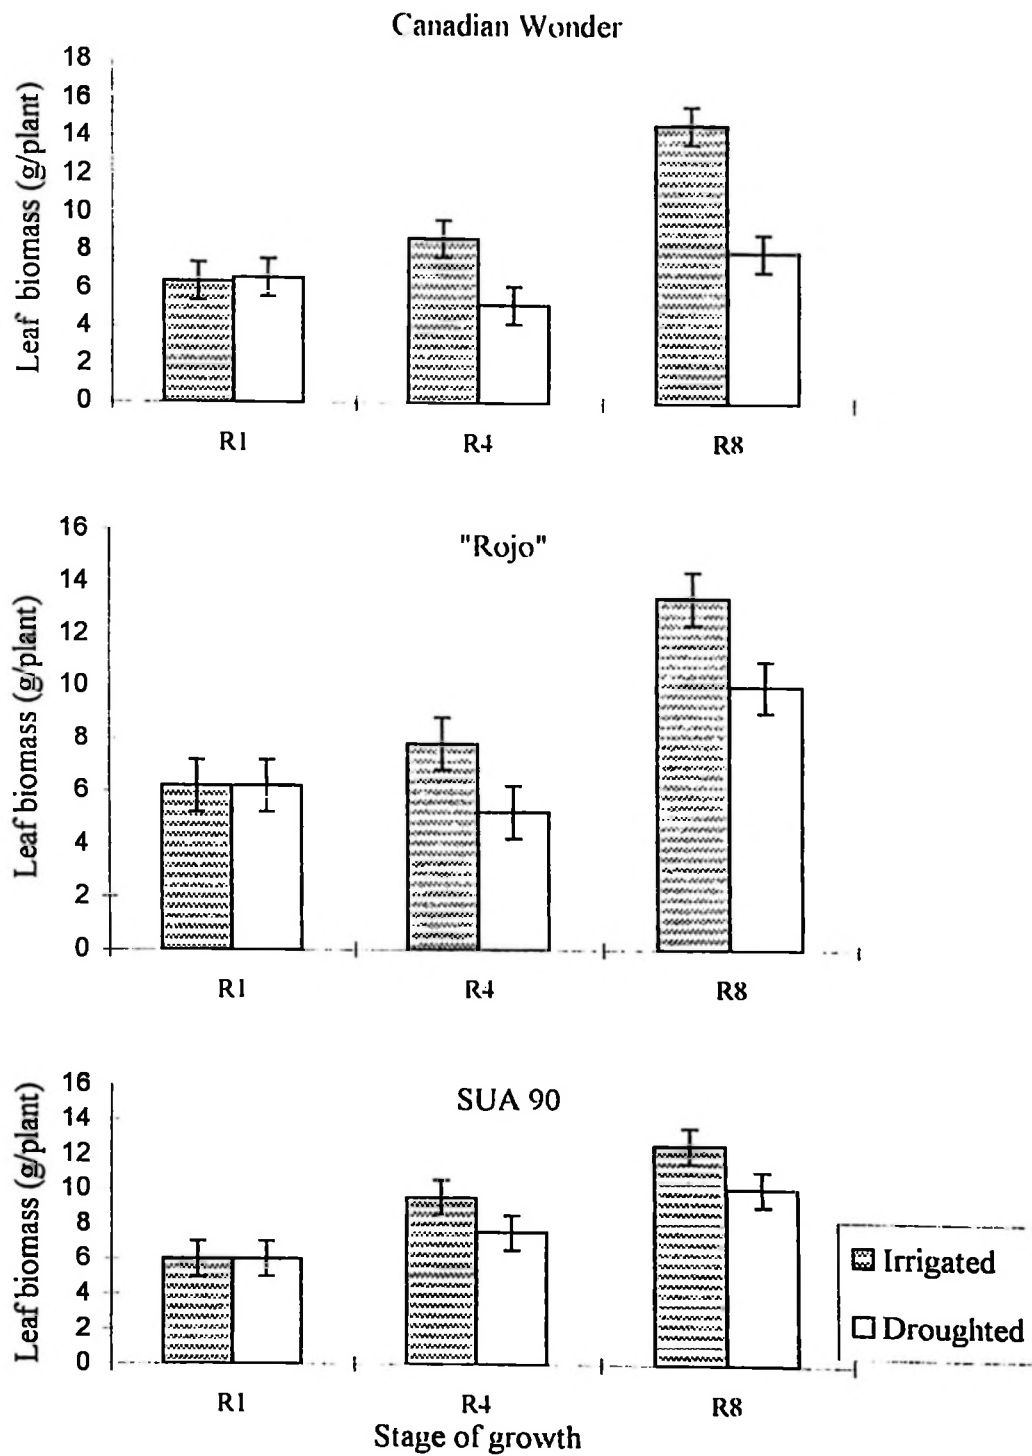 Canadian Wonder
Leaf biomass (g/plant)
18
16
14
12
10
8
6
4
2
0
R1 R4 R8
"Rojo"
Leaf biomass (g/plant)
16
14
12
10
8
6
4
2
0
R1 R4 R8
SUA 90
Leaf biomass (g/plant)
16
14
12
10
8
6
4
2
0
Irrigated
Droughted
R1 R4 R8
Stage of growth